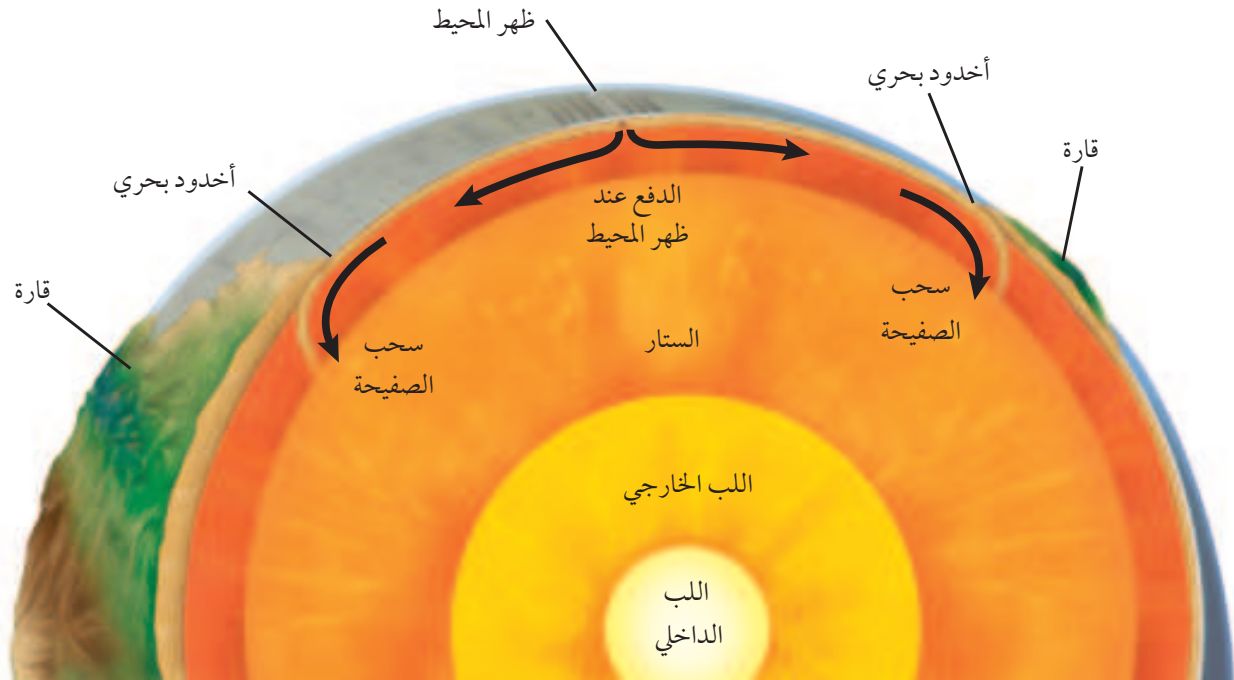 ظهر المحيط
أخدود بحري
قارة
أخدود بحري
الدفع عند
ظهر المحيط
قارة
سحب
الصفيحة
سحب
الصفيحة
الستار
اللب الخارجي
اللب
الداخلي